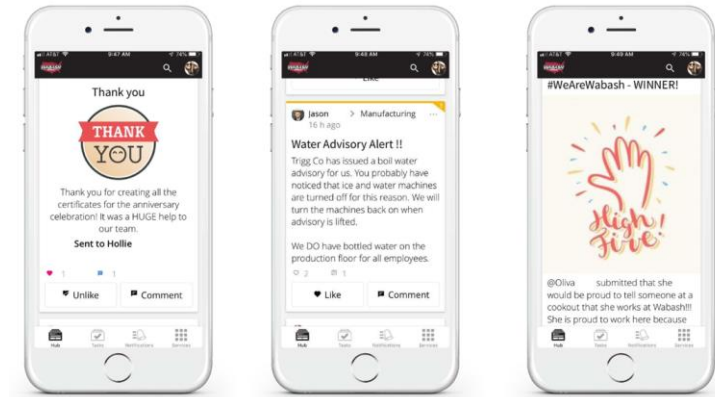 AT&T 9:47 AM 74%
Thank you
THANK
YOU
Thank you for creating all the
certificates for the anniversary
celebration! It was a HUGE help to
our team.
Sent to Hollie
1 1
Unlike Comment
Hub Tasks Notifications Services
AT&T 9:48 AM 74%
Like
Jason > Manufacturing ...
16 h ago
Water Advisory Alert !!
Trigg Co has issued a boil water
advisory for us. You probably have
noticed that ice and water machines
are turned off for this reason. We will
turn the machines back on when
advisory is lifted.
We DO have bottled water on the
production floor for all employees.
2 1
Like Comment
Hub Tasks Notifications Services
AT&T 9:49 AM 74%
#WeAreWabash - WINNER!
High
Five!
@Oliva submitted that she
would be proud to tell someone at a
cookout that she works at Wabash!!!
She is proud to work here because
Hub Tasks Notifications Services